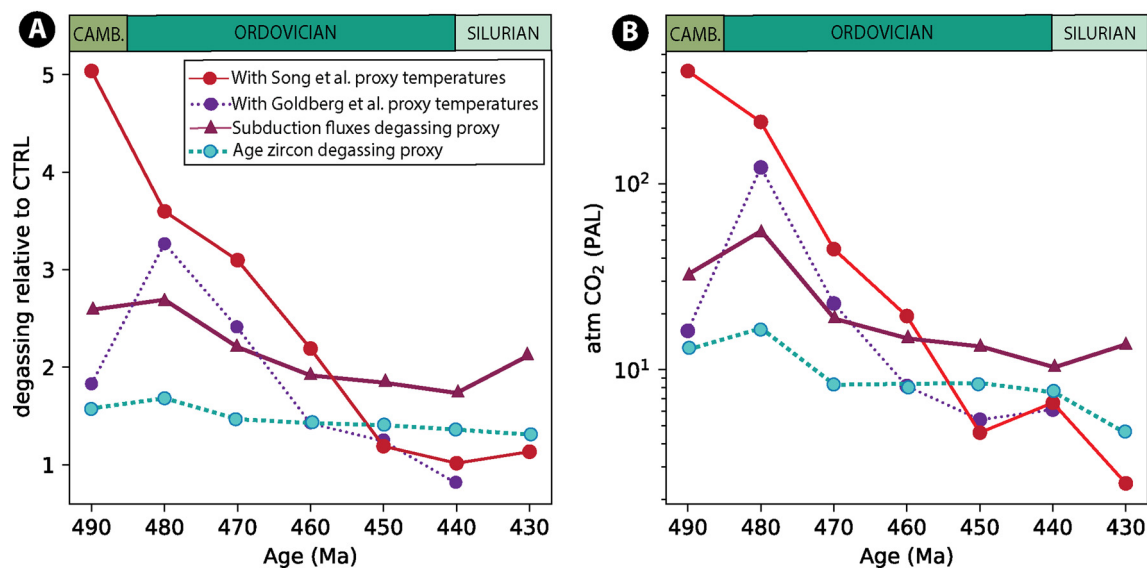 A
CAMB.
ORDOVICIAN
SILURIAN
5
4
3
2
1
degassing relative to CTRL
With Song et al. proxy temperatures
With Goldberg et al. proxy temperatures
Subduction fluxes degassing proxy
Age zircon degassing proxy
490 480 470 460 450 440 430
Age (Ma)
B
CAMB.
ORDOVICIAN
SILURIAN
10²
10¹
atm CO₂ (PAL)
490 480 470 460 450 440 430
Age (Ma)